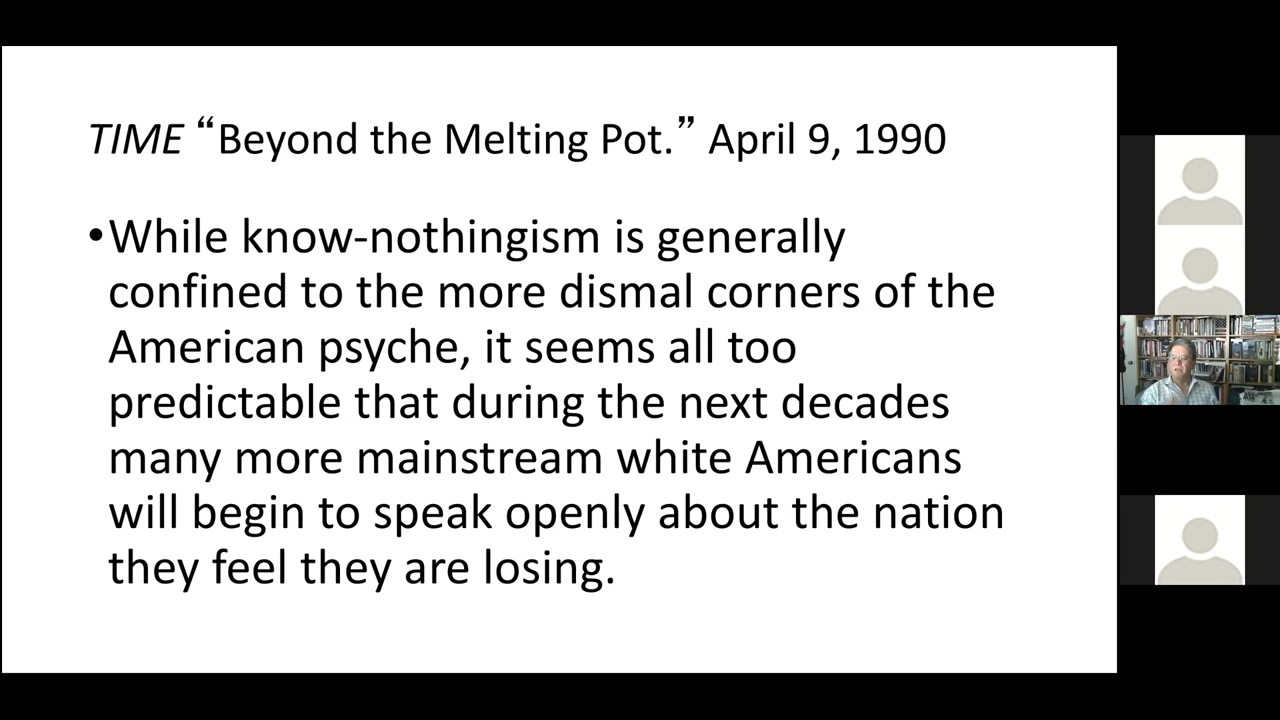 TIME “Beyond the Melting Pot.” April 9, 1990
•While know-nothingism is generally
confined to the more dismal corners of the
American psyche, it seems all too
predictable that during the next decades
many more mainstream white Americans
will begin to speak openly about the nation
they feel they are losing.